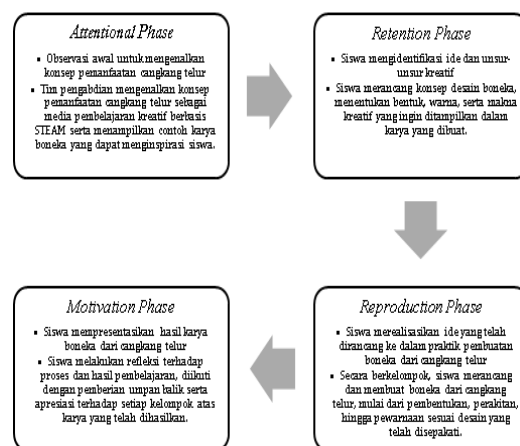 Attentional Phase
▪ Observasi awal untuk mengenalkan
konsep pemanfaatan cangkang telur
▪ Tim pengabdian mengenalkan konsep
pemanfaatan cangkang telur sebagai
media pembelajaran kreatif berbasis
STEAM serta menampilkan contoh karya
boneka yang dapat menginspirasi siswa.
Retention Phase
▪ Siswa mengidentifikasi ide dan unsur-
unsur kreatif
▪ Siswa merancang konsep desain boneka,
menentukan bentuk, warna, serta makna
kreatif yang ingin ditampilkan dalam
karya yang dibuat.
Motivation Phase
▪ Siswa mempresentasikan hasil karya
boneka dari cangkang telur
▪ Siswa melakukan refleksi terhadap
proses dan hasil pembelajaran, diikuti
dengan pemberian umpan balik serta
apresiasi terhadap setiap kelompok atas
karya yang telah dihasilkan.
Reproduction Phase
▪ Siswa merealisasikan ide yang telah
dirancang ke dalam praktik pembuatan
boneka dari cangkang telur
▪ Secara berkelompok, siswa merancang
dan membuat boneka dari cangkang
telur, mulai dari pembentukan, perakitan,
hingga pewarnaan sesuai desain yang
telah disepakati.